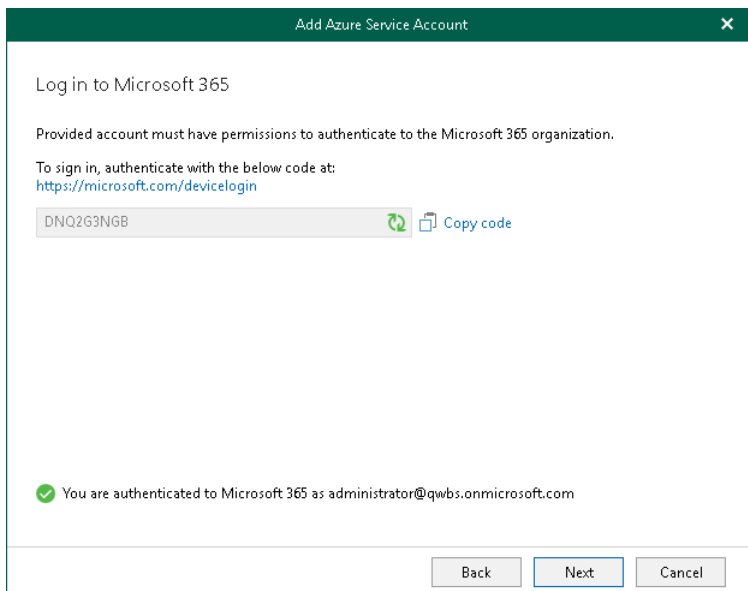 Add Azure Service Account
Log in to Microsoft 365
Provided account must have permissions to authenticate to the Microsoft 365 organization.
To sign in, authenticate with the below code at:
https://microsoft.com/devicelogin
DNQ2G3NGB Copy code
You are authenticated to Microsoft 365 as administrator@qwbs.onmicrosoft.com
Back Next Cancel